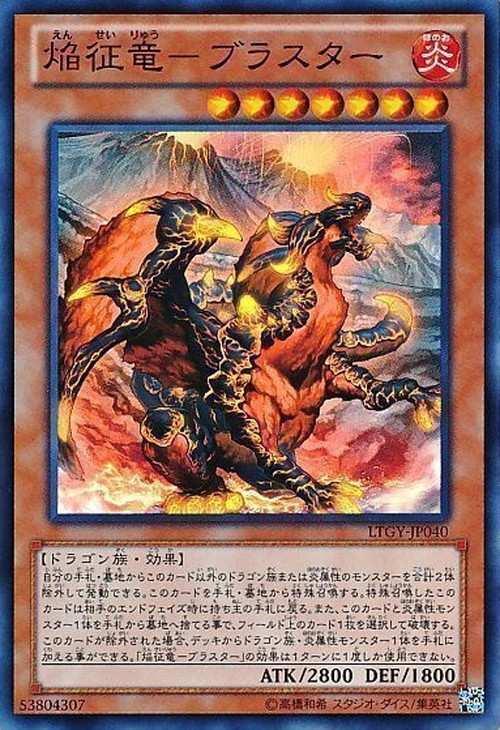 焔征竜－ブラスター
えんせいりゅう
炎
ほのお
LTGY-JP040
【ドラゴン族・効果】
自分の手札・墓地からこのカード以外のドラゴン族または炎属性のモンスターを合計2体
除外して発動できる。このカードを手札・墓地から特殊召喚する。特殊召喚したこの
カードは相手のエンドフェイズ時に持ち主の手札に戻る。また、このカードと炎属性モン
スター1体を手札から墓地へ捨てる事で、フィールド上のカード1枚を選択して破壊する。
このカードが除外された場合、デッキからドラゴン族・炎属性モンスター1体を手札に
加える事ができる。「焔征竜－ブラスター」の効果は1ターンに1度しか使用できない。
ATK/2800 DEF/1800
53804307
©高橋和希 スタジオ・ダイス/集英社